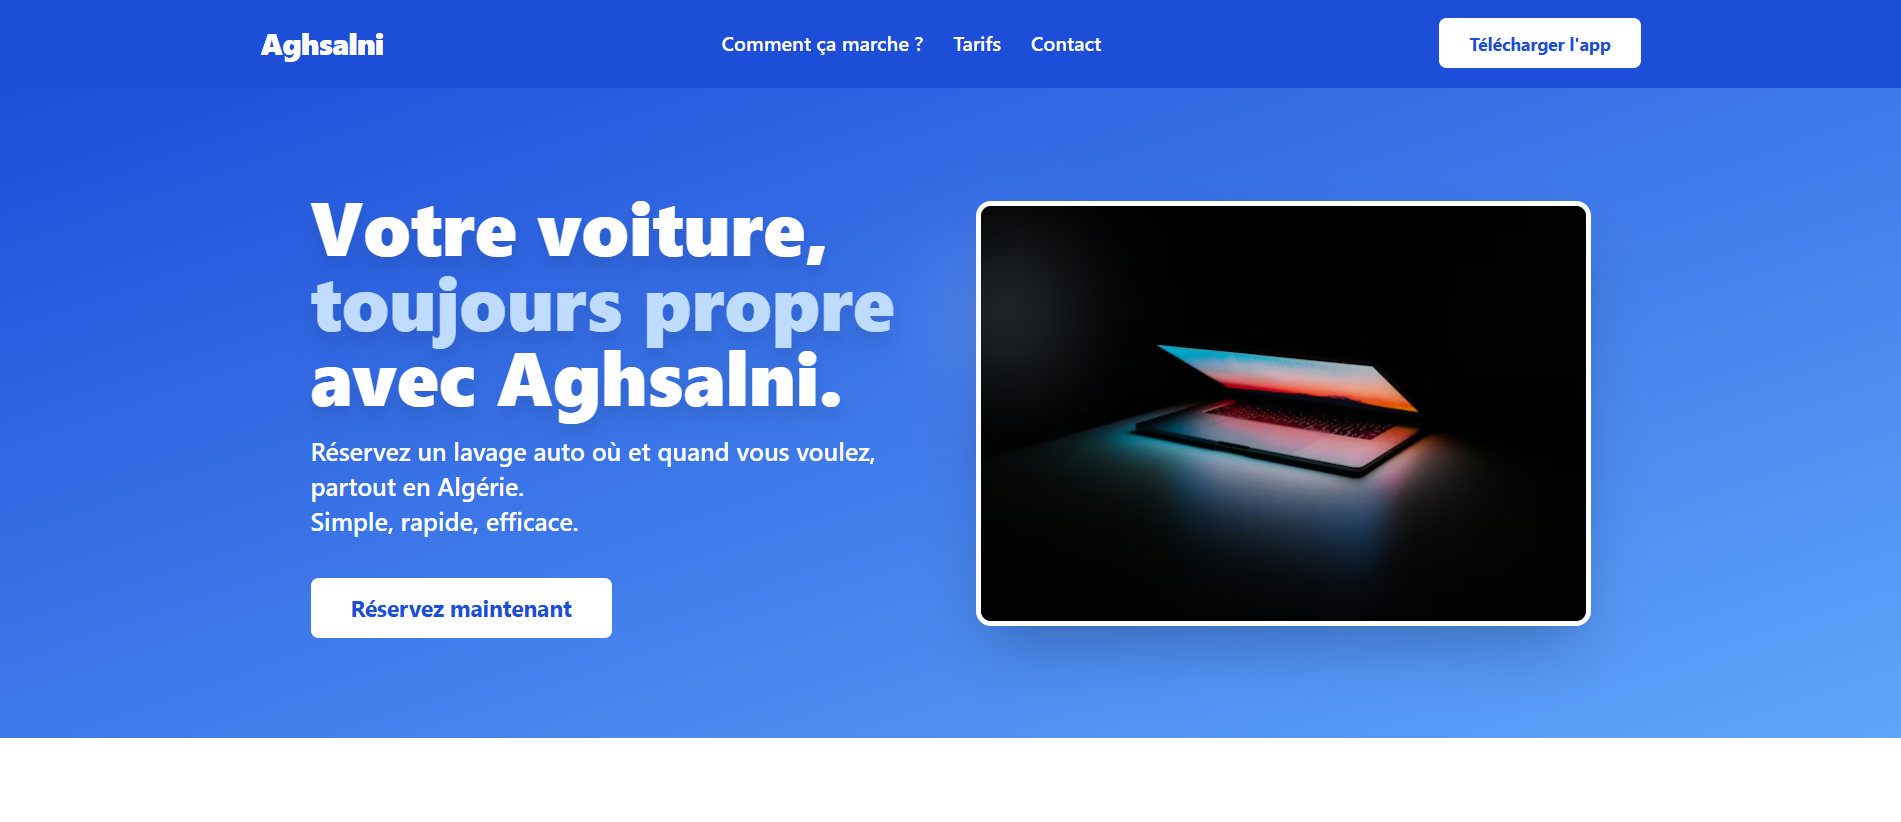 Aghsalni
Comment ça marche ?
Tarifs
Contact
Télécharger l'app
Votre voiture,
toujours propre
avec Aghsalni.
Réservez un lavage auto où et quand vous voulez,
partout en Algérie.
Simple, rapide, efficace.
Réservez maintenant